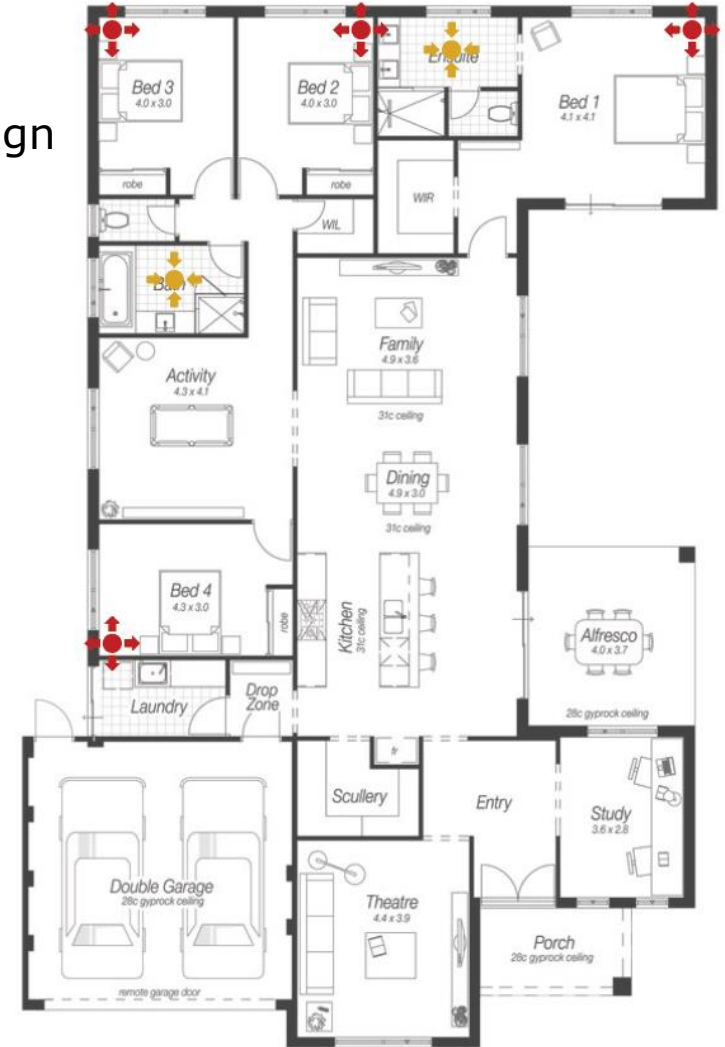 gn
Bed 3
4.0 x 3.0
Bed 2
4.0 x 3.0
Ensuite
Bed 1
4.1 x 4.1
robe
robe
WIL
WIR
Bath
Family
4.9 x 3.6
31c ceiling
Activity
4.3 x 4.1
Dining
4.9 x 3.0
31c ceiling
Bed 4
4.3 x 3.0
robe
Kitchen
31c ceiling
Alfresco
4.0 x 3.7
28c gyprock ceiling
Laundry
Drop
Zone
fr
Scullery
Entry
Study
3.6 x 2.8
Double Garage
28c gyprock ceiling
remote garage door
Theatre
4.4 x 3.9
Porch
28c gyprock ceiling